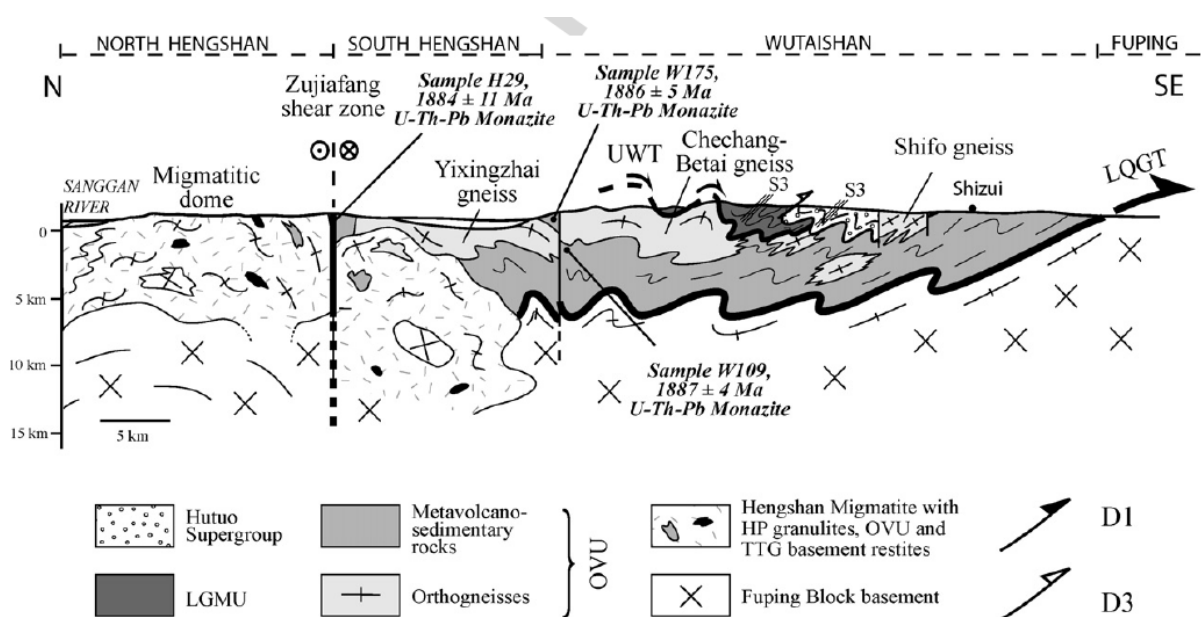 NORTH HENGSHAN
SOUTH HENGSHAN
WUTAISHAN
FUPING
N
SE
Zujiafang
shear zone
Sample H29,
1884 ± 11 Ma
U-Th-Pb Monazite
Sample W175,
1886 ± 5 Ma
U-Th-Pb Monazite
SANGGAN
RIVER
Migmatitic
dome
Yixingzhai
gneiss
UWT
Chechang-
Betai gneiss
S3
S3
Shifo gneiss
Shizui
LQGT
0
5 km
10 km
15 km
5 km
Sample W109,
1887 ± 4 Ma
U-Th-Pb Monazite
Hutuo
Supergroup
Metavolcano-
sedimentary
rocks
OVU
Hengshan Migmatite with
HP granulites, OVU and
TTG basement restites
D1
LGMU
Orthogneisses
Fuping Block basement
D3